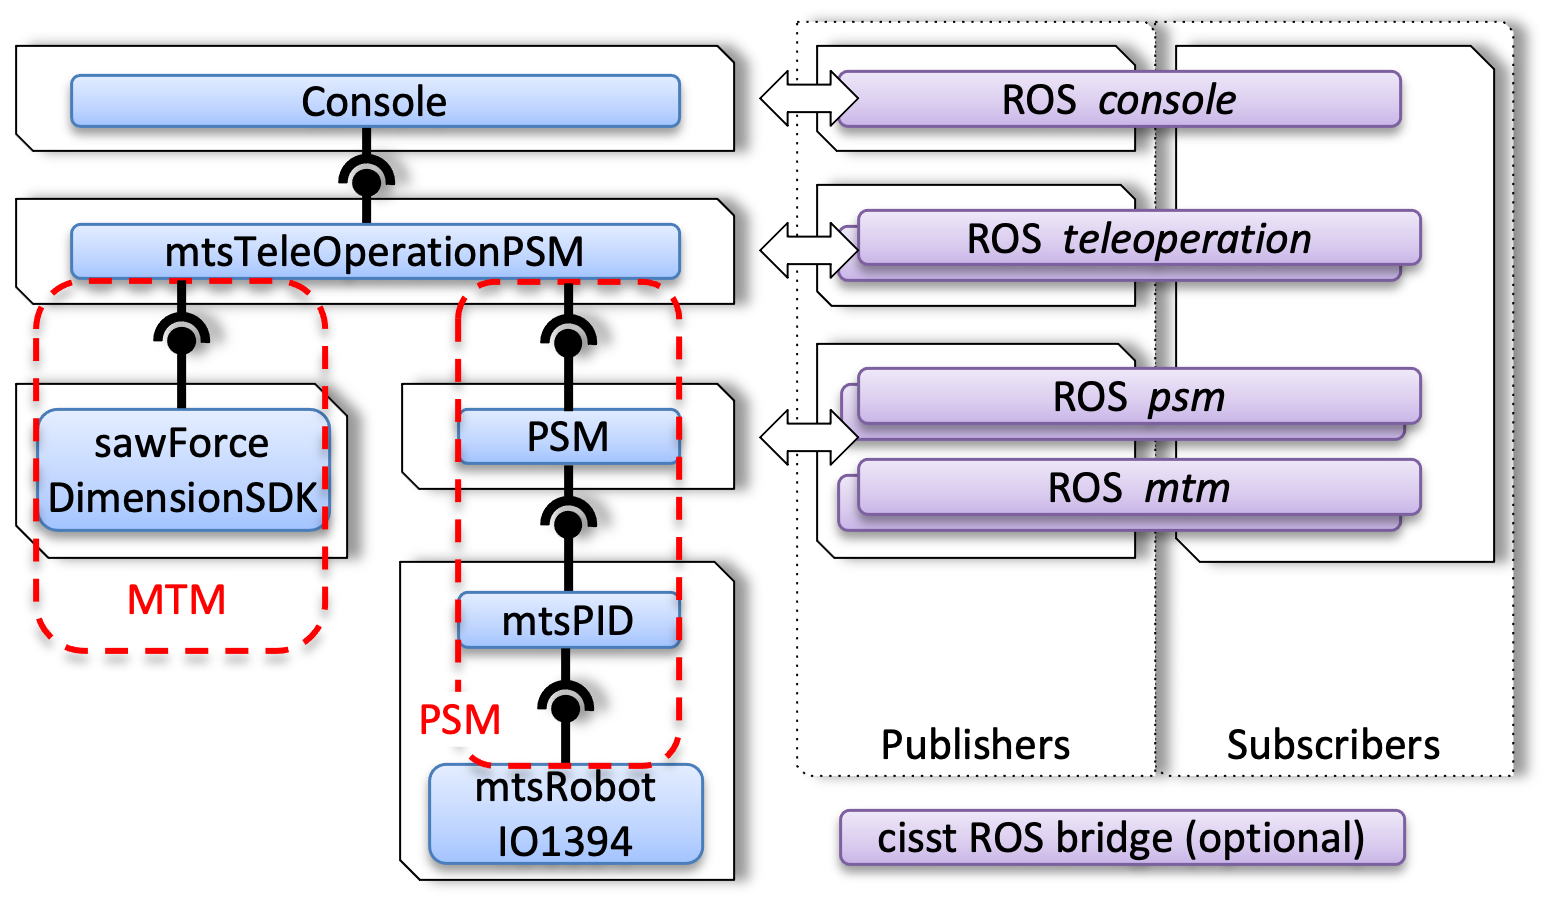 Console
mtsTeleOperationPSM
sawForce
DimensionSDK
MTM
PSM
mtsPID
PSM
mtsRobot
IO1394
ROS console
ROS teleoperation
ROS psm
ROS mtm
Publishers
Subscribers
cisst ROS bridge (optional)